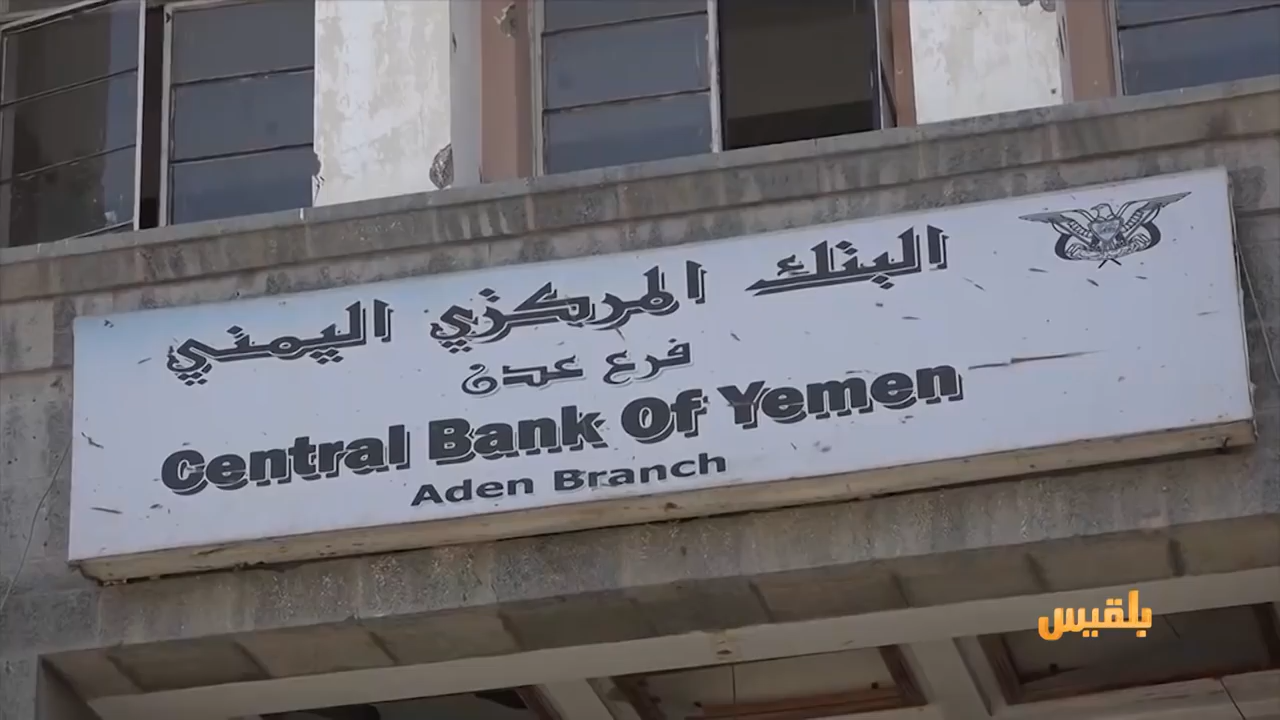 البنك المركزي اليمني
فرع عدن
Central Bank Of Yemen
Aden Branch
بلقيس